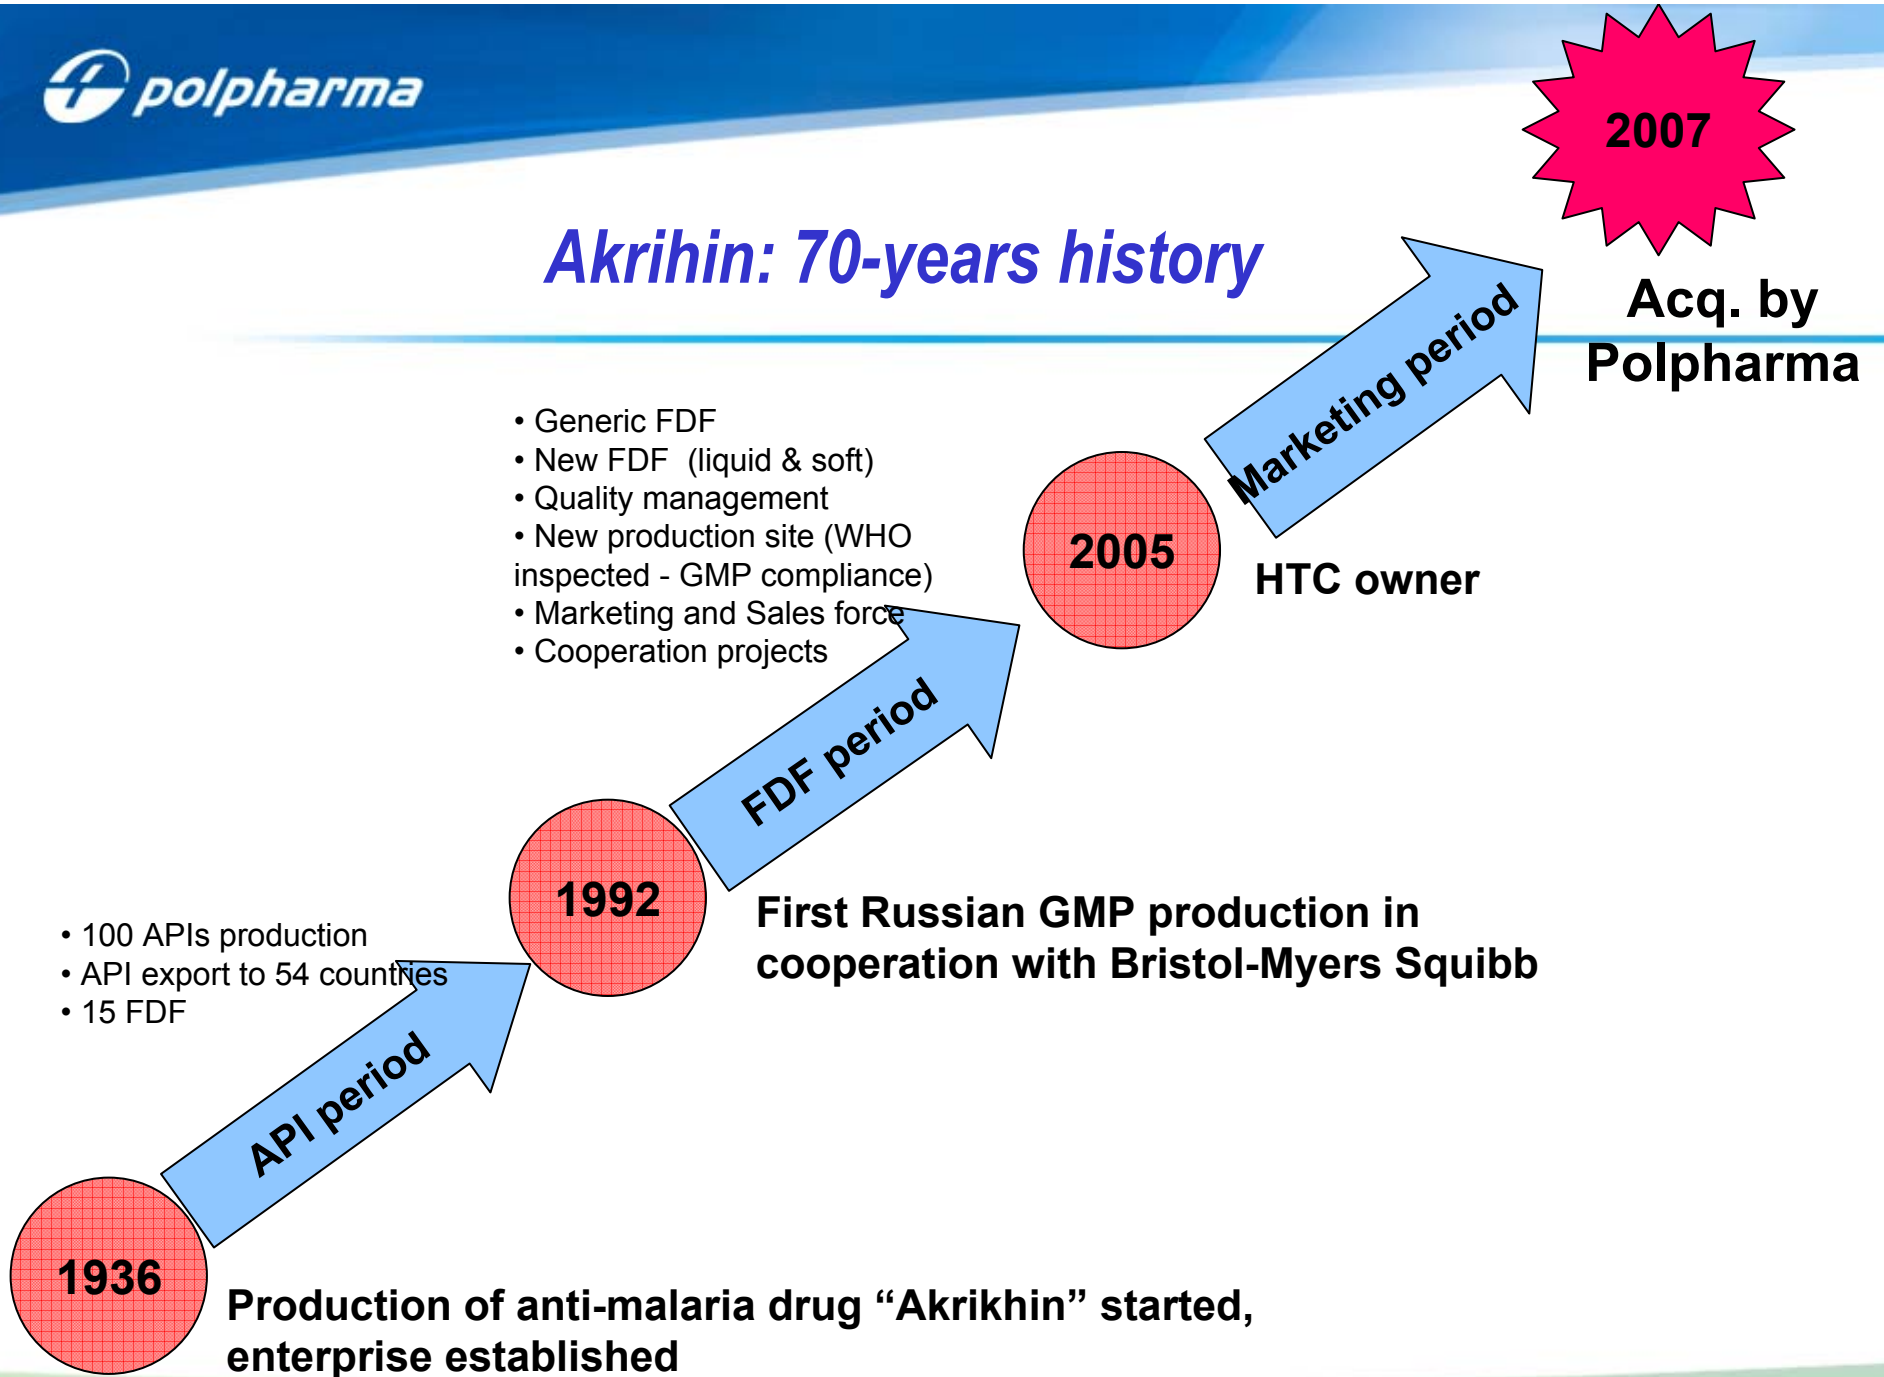 polpharma
2007
Akrihin: 70-years history
Acq. by
Polpharma
Marketing period
• Generic FDF
• New FDF  (liquid & soft)
• Quality management
• New production site (WHO
inspected - GMP compliance)
• Marketing and Sales force
• Cooperation projects
2005
HTC owner
FDF period
1992
First Russian GMP production in
cooperation with Bristol-Myers Squibb
• 100 APIs production
• API export to 54 countries
• 15 FDF
API period
1936
Production of anti-malaria drug “Akrikhin” started,
enterprise established